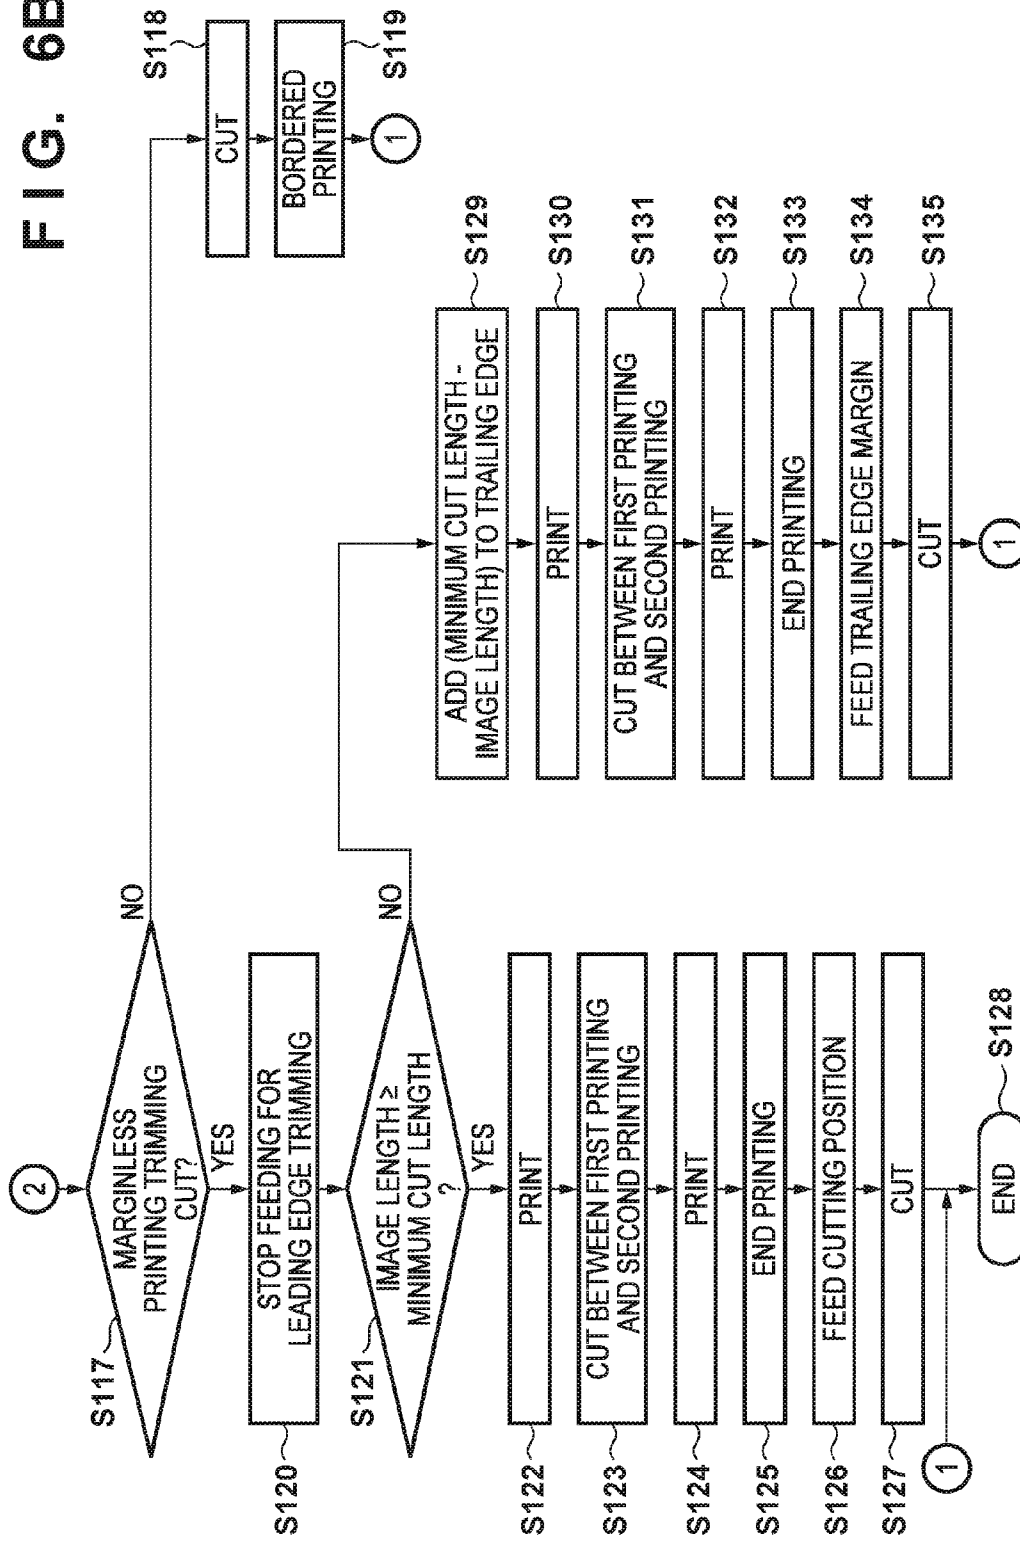 FIG. 6B
2
S117
MARGINLESS
PRINTING TRIMMING
CUT?
NO
YES
S118
CUT
S119
BORDERED
PRINTING
1
S120
STOP FEEDING FOR
LEADING EDGE TRIMMING
S121
IMAGE LENGTH ≥
MINIMUM CUT LENGTH
?
NO
YES
S122
PRINT
S123
CUT BETWEEN FIRST PRINTING
AND SECOND PRINTING
S124
PRINT
S125
END PRINTING
S126
FEED CUTTING POSITION
S127
CUT
1
END
S128
S129
ADD (MINIMUM CUT LENGTH -
IMAGE LENGTH) TO TRAILING EDGE
S130
PRINT
S131
CUT BETWEEN FIRST PRINTING
AND SECOND PRINTING
S132
PRINT
S133
END PRINTING
S134
FEED TRAILING EDGE MARGIN
S135
CUT
1